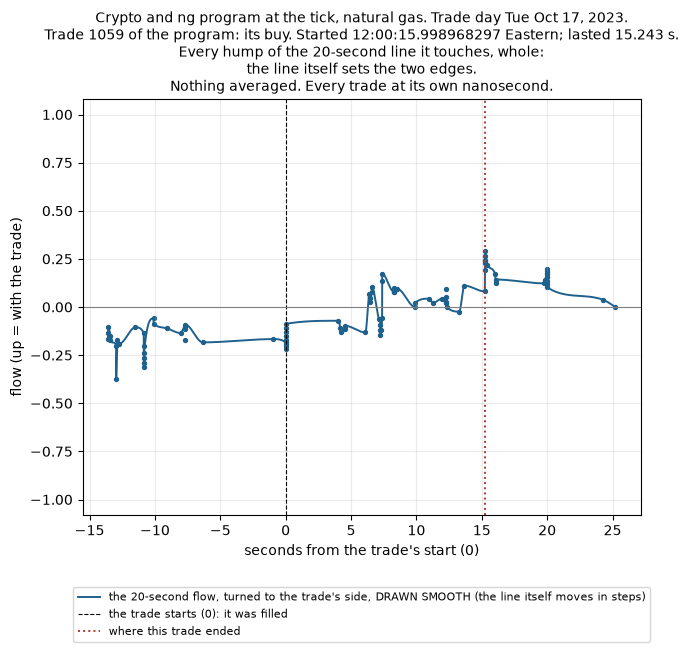 Crypto and ng program at the tick, natural gas. Trade day Tue Oct 17, 2023.
Trade 1059 of the program: its buy. Started 12:00:15.998968297 Eastern; lasted 15.243 s.
Every hump of the 20-second line it touches, whole:
the line itself sets the two edges.
Nothing averaged. Every trade at its own nanosecond.
1.00
0.75
0.50
0.25
0.00
−0.25
−0.50
−0.75
−1.00
flow (up = with the trade)
−15 −10 −5 0 5 10 15 20 25
seconds from the trade's start (0)
the 20-second flow, turned to the trade's side, DRAWN SMOOTH (the line itself moves in steps)
the trade starts (0): it was filled
where this trade ended